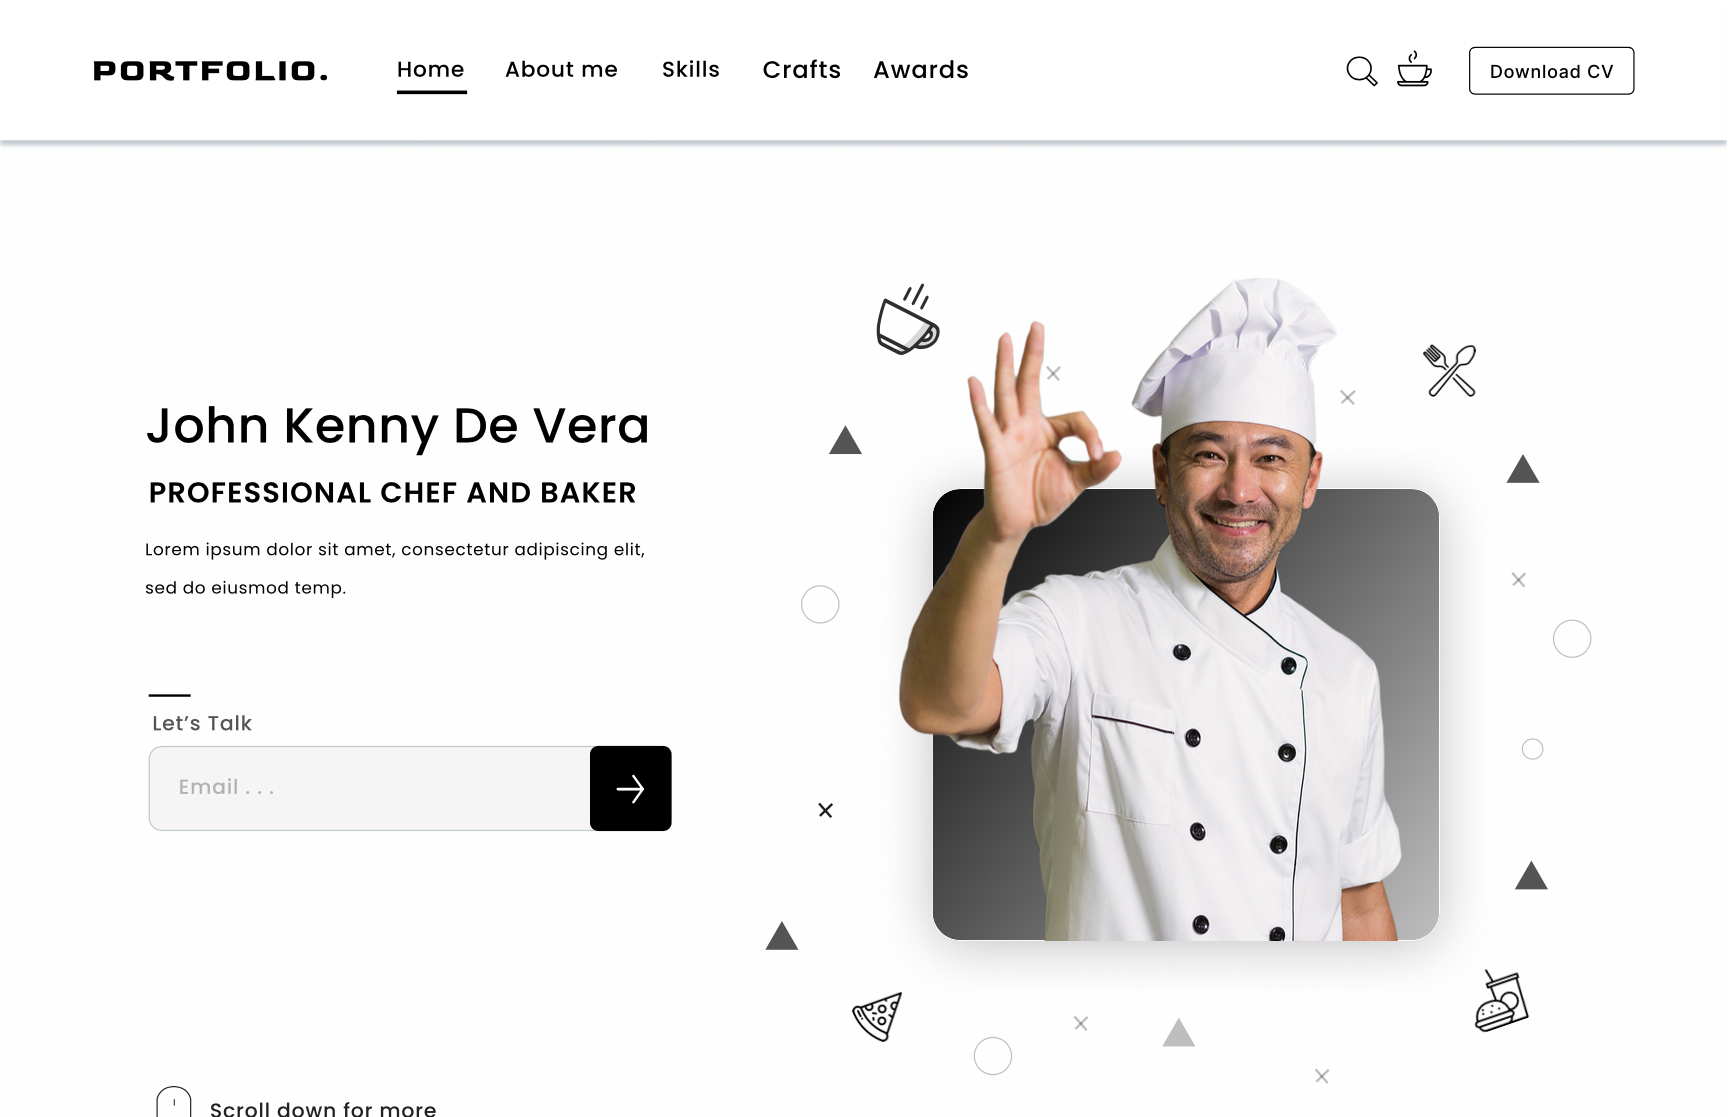 PORTFOLIO.
Home
About me
Skills
Crafts
Awards
Download CV
John Kenny De Vera
PROFESSIONAL CHEF AND BAKER
Lorem ipsum dolor sit amet, consectetur adipiscing elit,
sed do eiusmod temp.
Let’s Talk
Email . . .
Scroll down for more